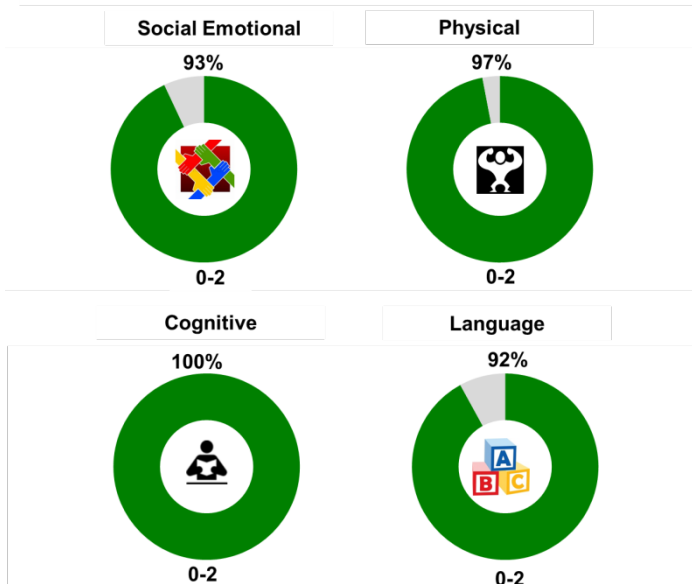 Social Emotional
Physical
93%
97%
0-2
0-2
Cognitive
Language
100%
92%
A
B C
0-2
0-2